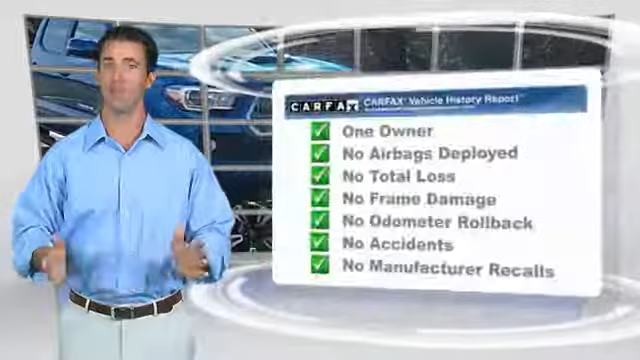 CARFAX CARFAX Vehicle History Report™
One Owner
No Airbags Deployed
No Total Loss
No Frame Damage
No Odometer Rollback
No Accidents
No Manufacturer Recalls